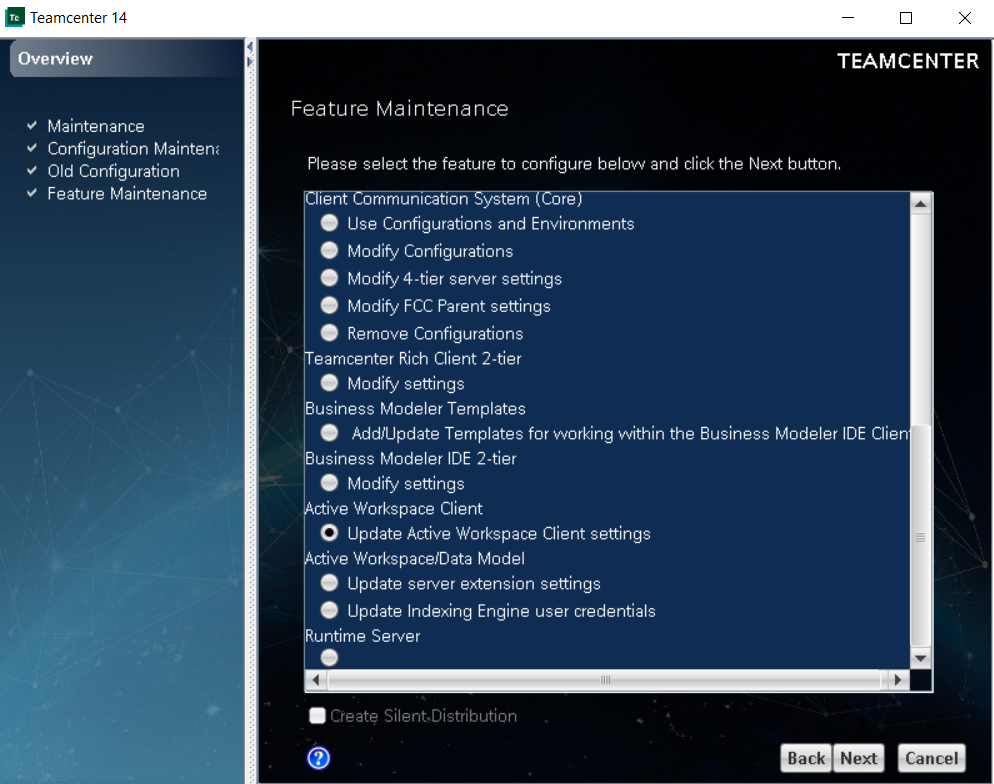 Tc Teamcenter 14
Overview
TEAMCENTER
Maintenance
Configuration Maintena
Old Configuration
Feature Maintenance
Feature Maintenance
Please select the feature to configure below and click the Next button.
Client Communication System (Core)
Use Configurations and Environments
Modify Configurations
Modify 4-tier server settings
Modify FCC Parent settings
Remove Configurations
Teamcenter Rich Client 2-tier
Modify settings
Business Modeler Templates
Add/Update Templates for working within the Business Modeler IDE Client
Business Modeler IDE 2-tier
Modify settings
Active Workspace Client
Update Active Workspace Client settings
Active Workspace/Data Model
Update server extension settings
Update Indexing Engine user credentials
Runtime Server
Create Silent Distribution
? Back Next Cancel